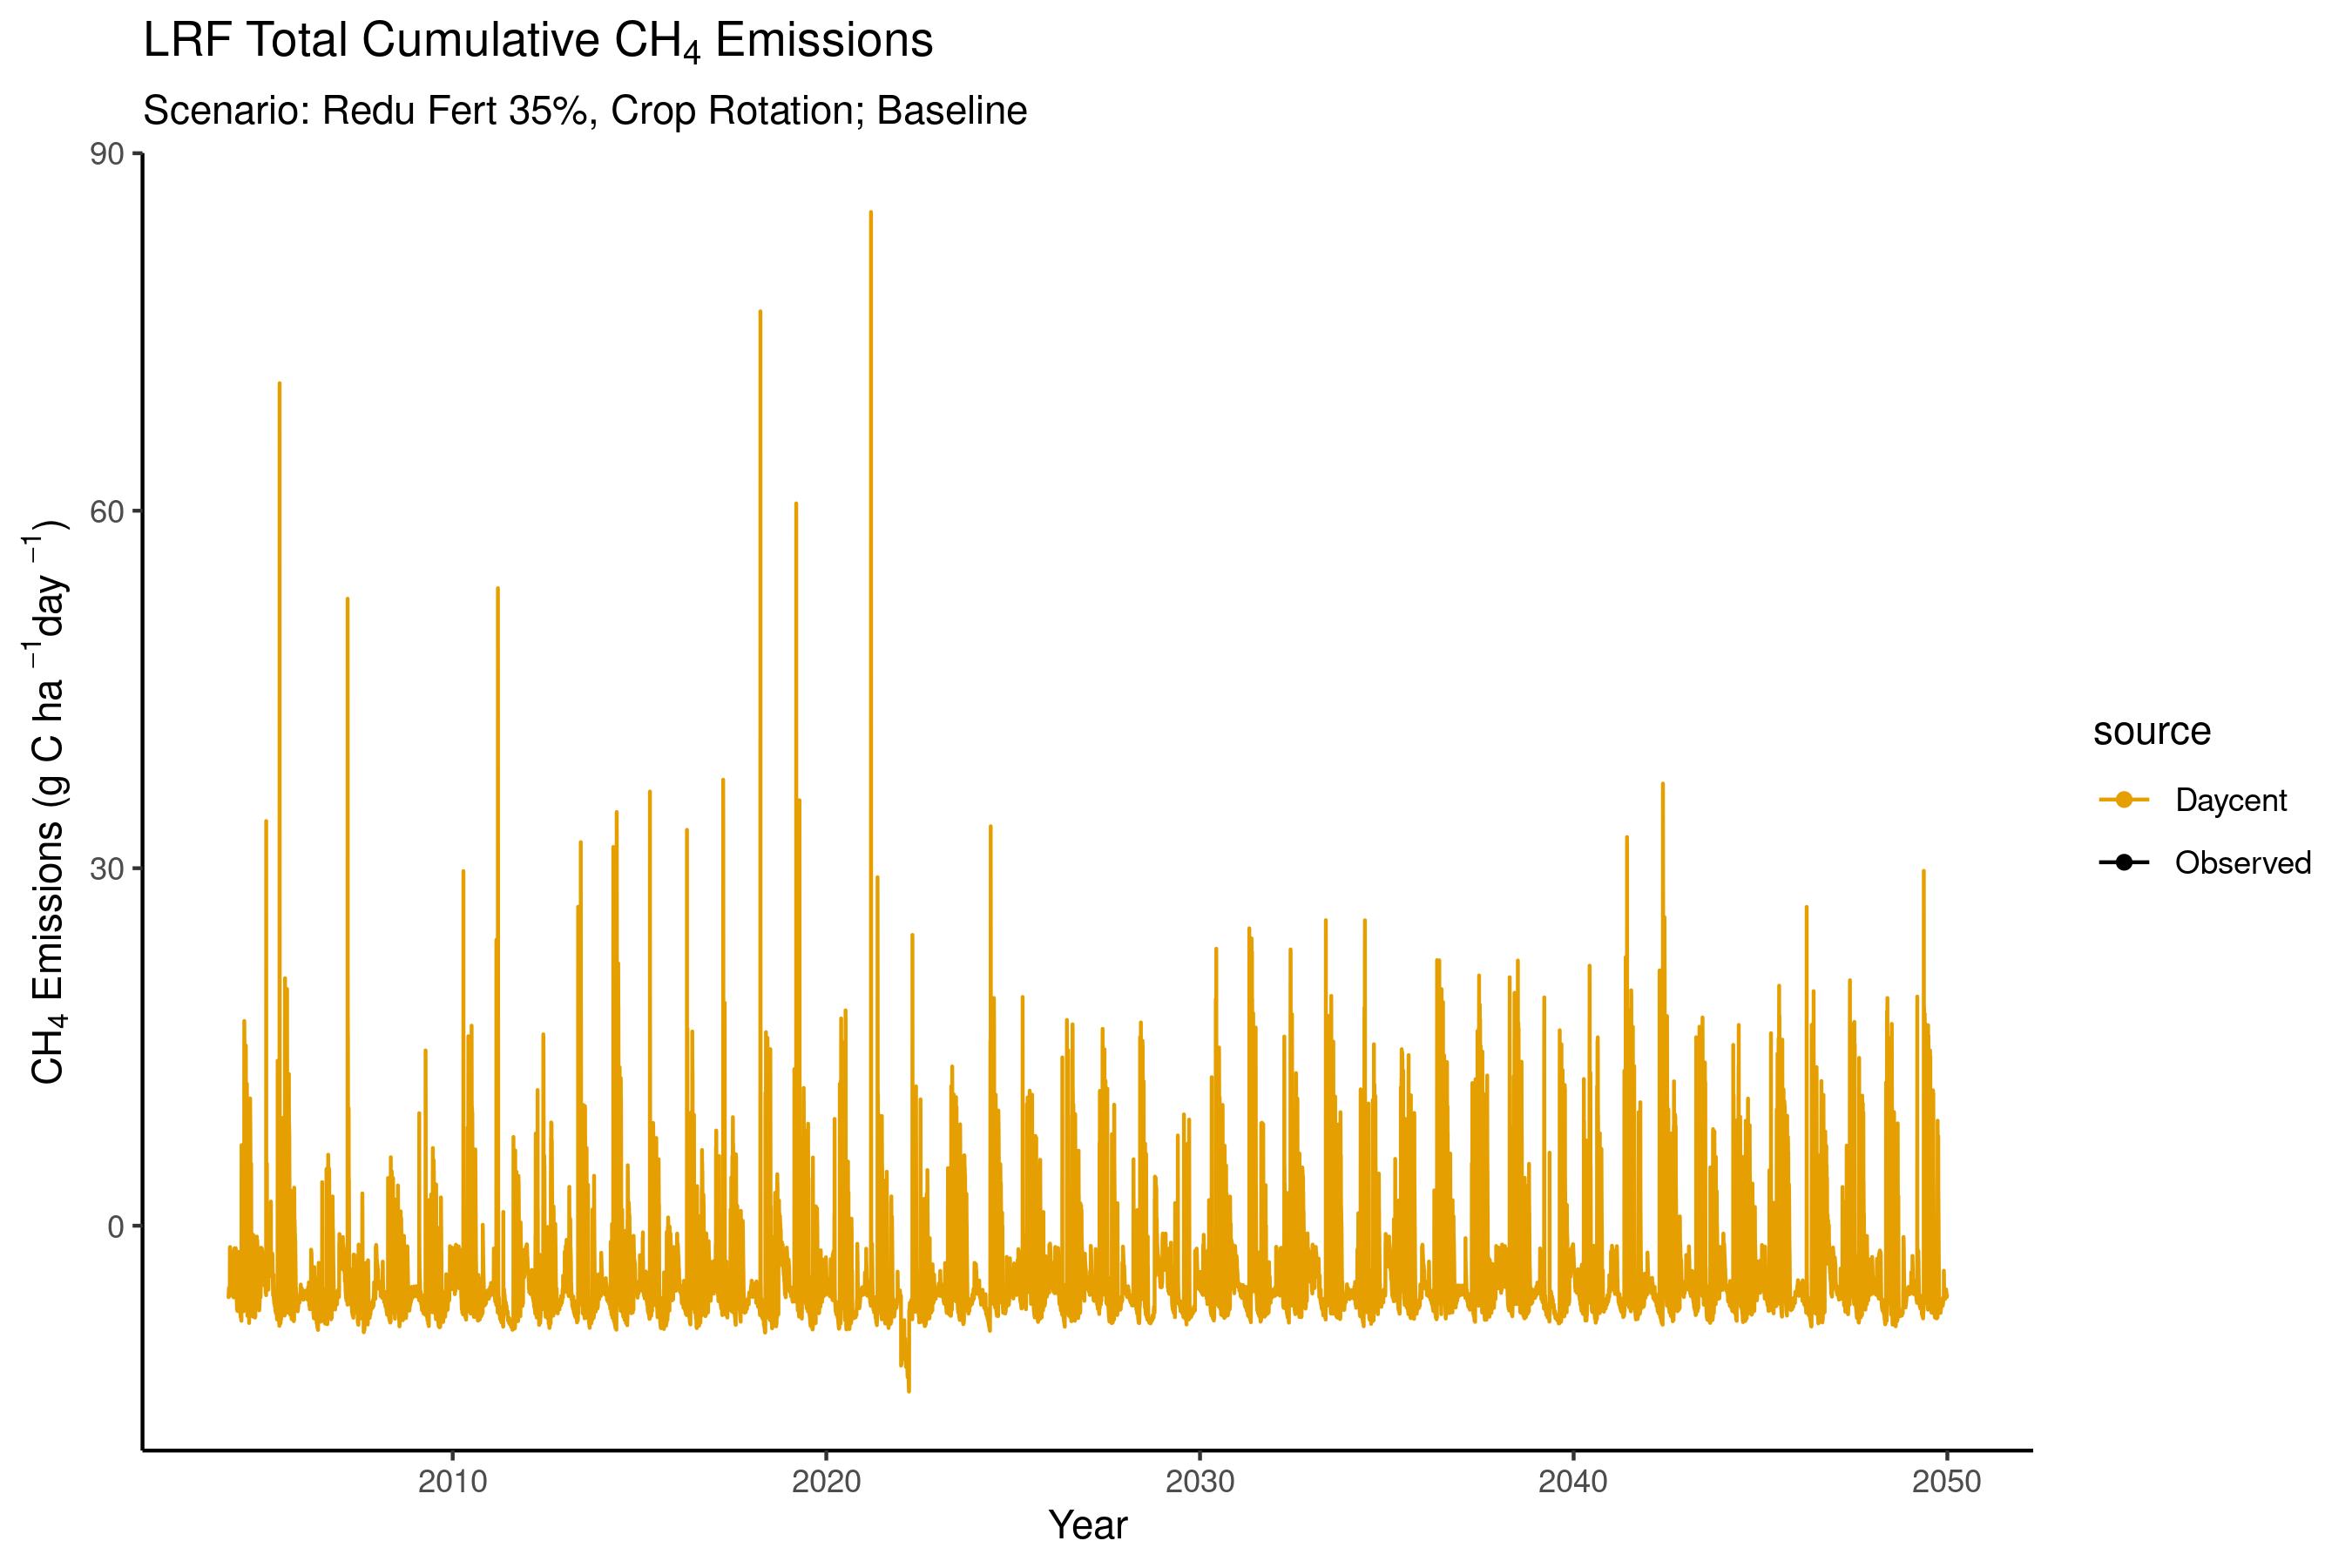 LRF Total Cumulative CH₄ Emissions
Scenario: Redu Fert 35%, Crop Rotation; Baseline
CH₄ Emissions (g C ha ⁻¹day ⁻¹)
90
60
30
0
2010 2020 2030 2040 2050
Year
source
Daycent
Observed